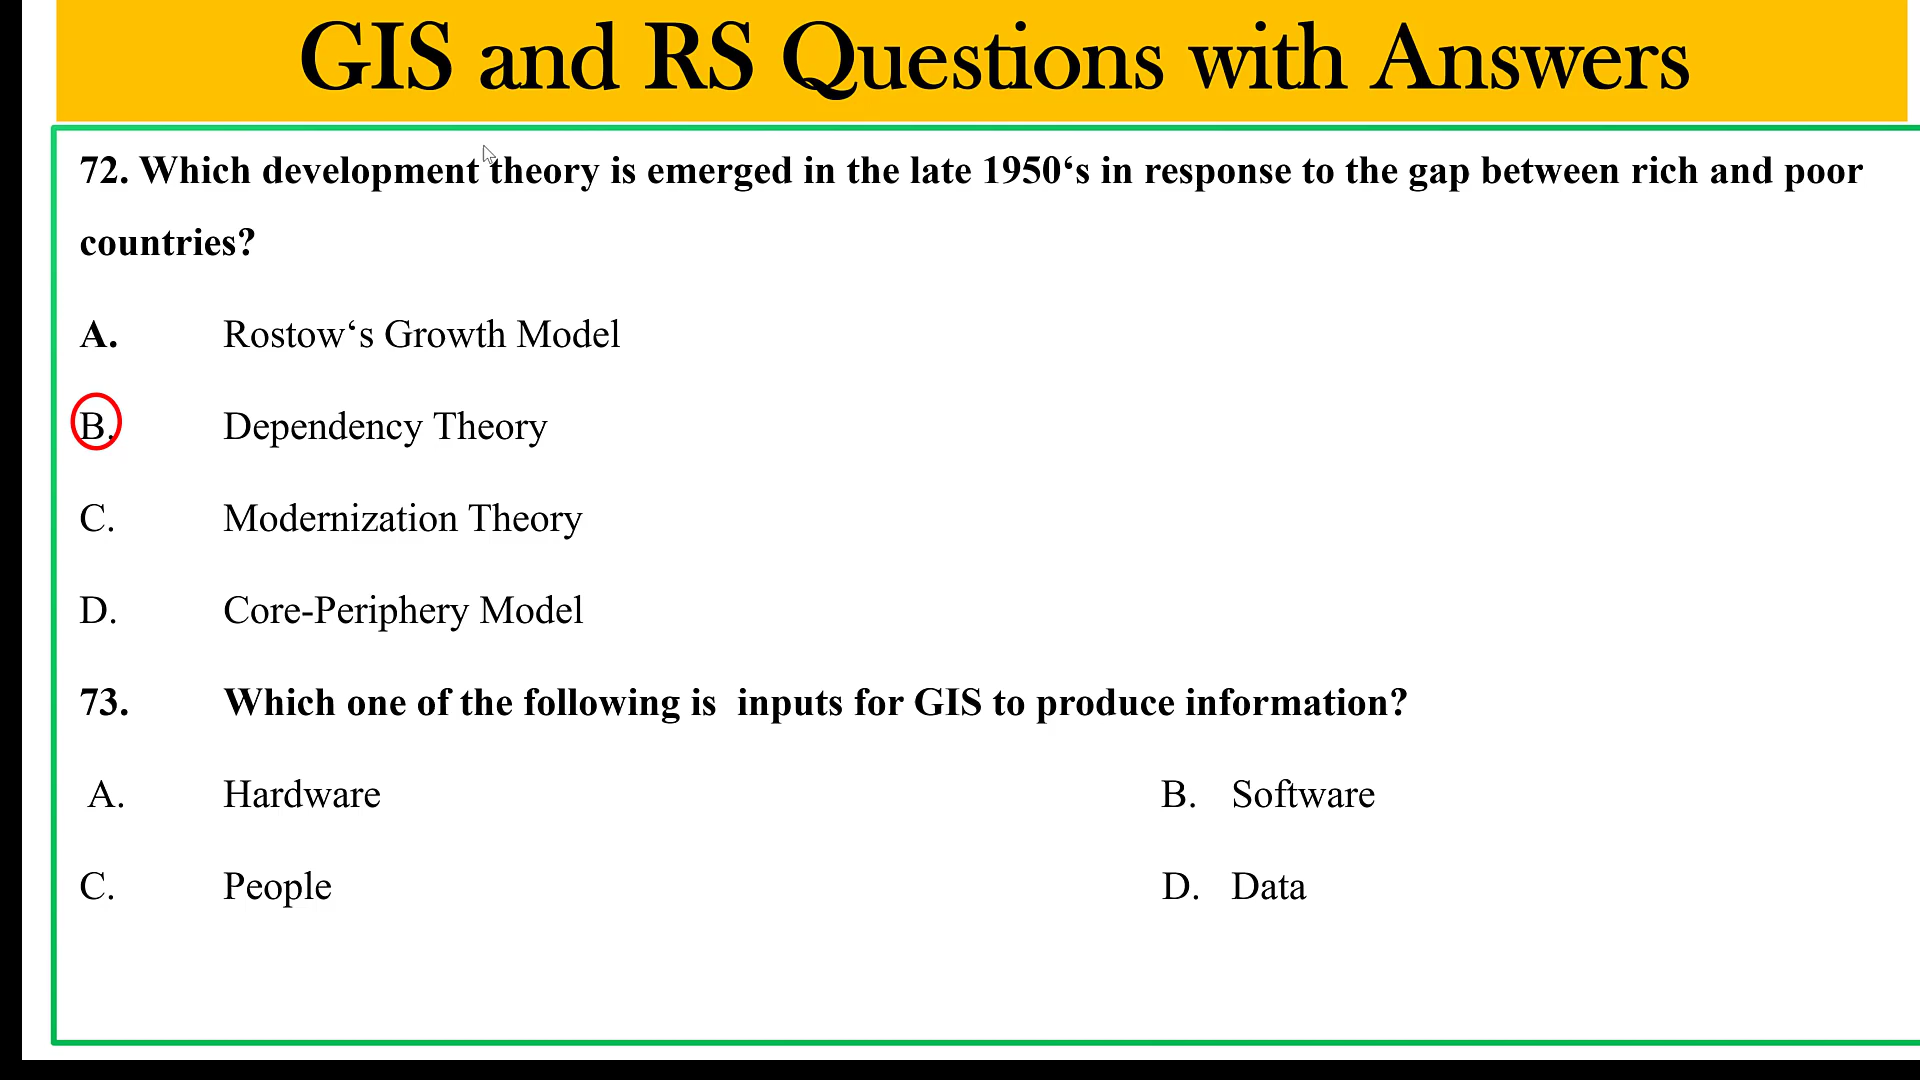 GIS and RS Questions with Answers
72. Which development theory is emerged in the late 1950‘s in response to the gap between rich and poor
countries?
A. Rostow‘s Growth Model
B. Dependency Theory
C. Modernization Theory
D. Core-Periphery Model
73. Which one of the following is  inputs for GIS to produce information?
A. Hardware B. Software
C. People D. Data